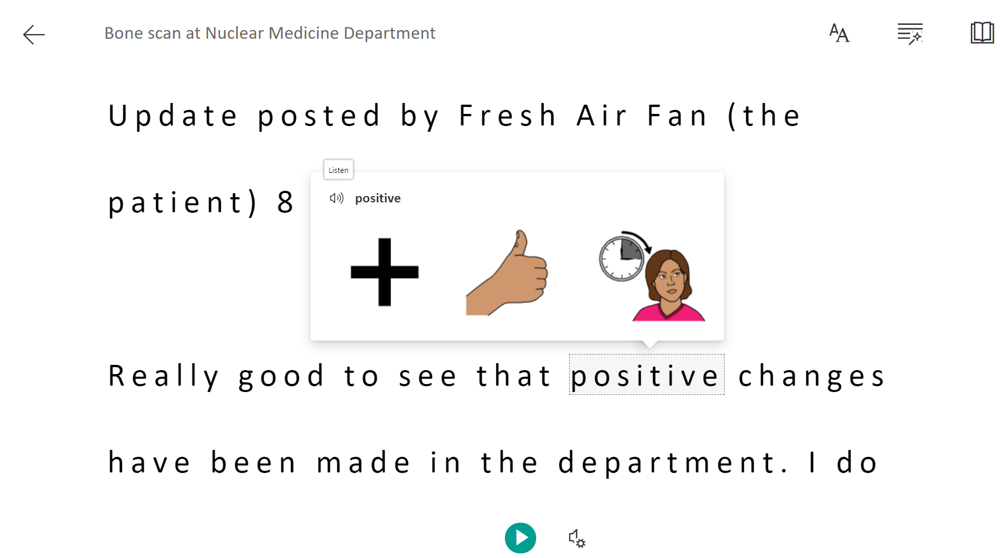 Bone scan at Nuclear Medicine Department
Update posted by Fresh Air Fan (the
patient) 8
Listen
positive
Really good to see that positive changes
have been made in the department. I do